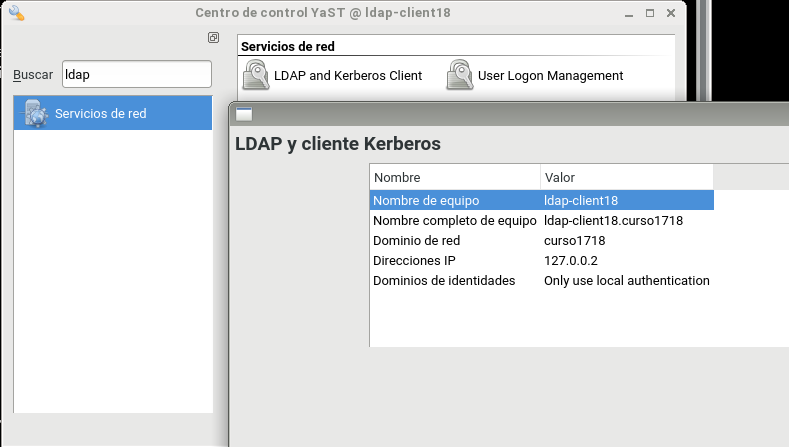 Centro de control YaST @ ldap-client18
Buscar ldap
Servicios de red
Servicios de red
LDAP and Kerberos Client User Logon Management
LDAP y cliente Kerberos
Nombre Valor
Nombre de equipo ldap-client18
Nombre completo de equipo ldap-client18.curso1718
Dominio de red curso1718
Direcciones IP 127.0.0.2
Dominios de identidades Only use local authentication